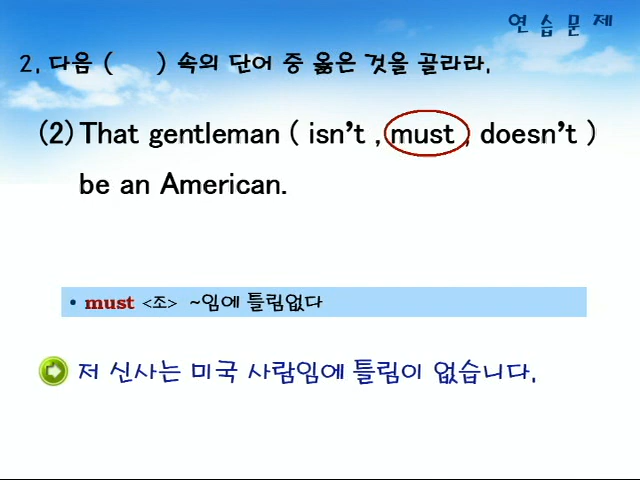 연습문제
2. 다음 (    ) 속의 단어 중 옳은 것을 골라라.
(2) That gentleman ( isn't , must , doesn't )
be an American.
• must <조> ~임에 틀림없다
저 신사는 미국 사람임에 틀림이 없습니다.